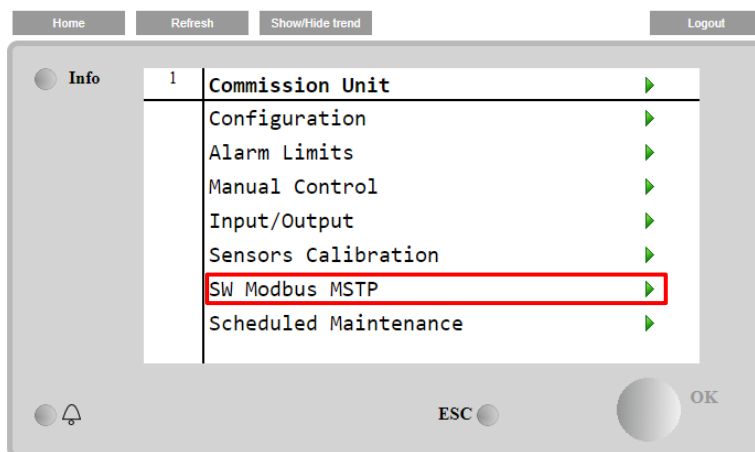 Home Refresh Show/Hide trend Logout
Info
1 Commission Unit
Configuration
Alarm Limits
Manual Control
Input/Output
Sensors Calibration
SW Modbus MSTP
Scheduled Maintenance
OK
ESC